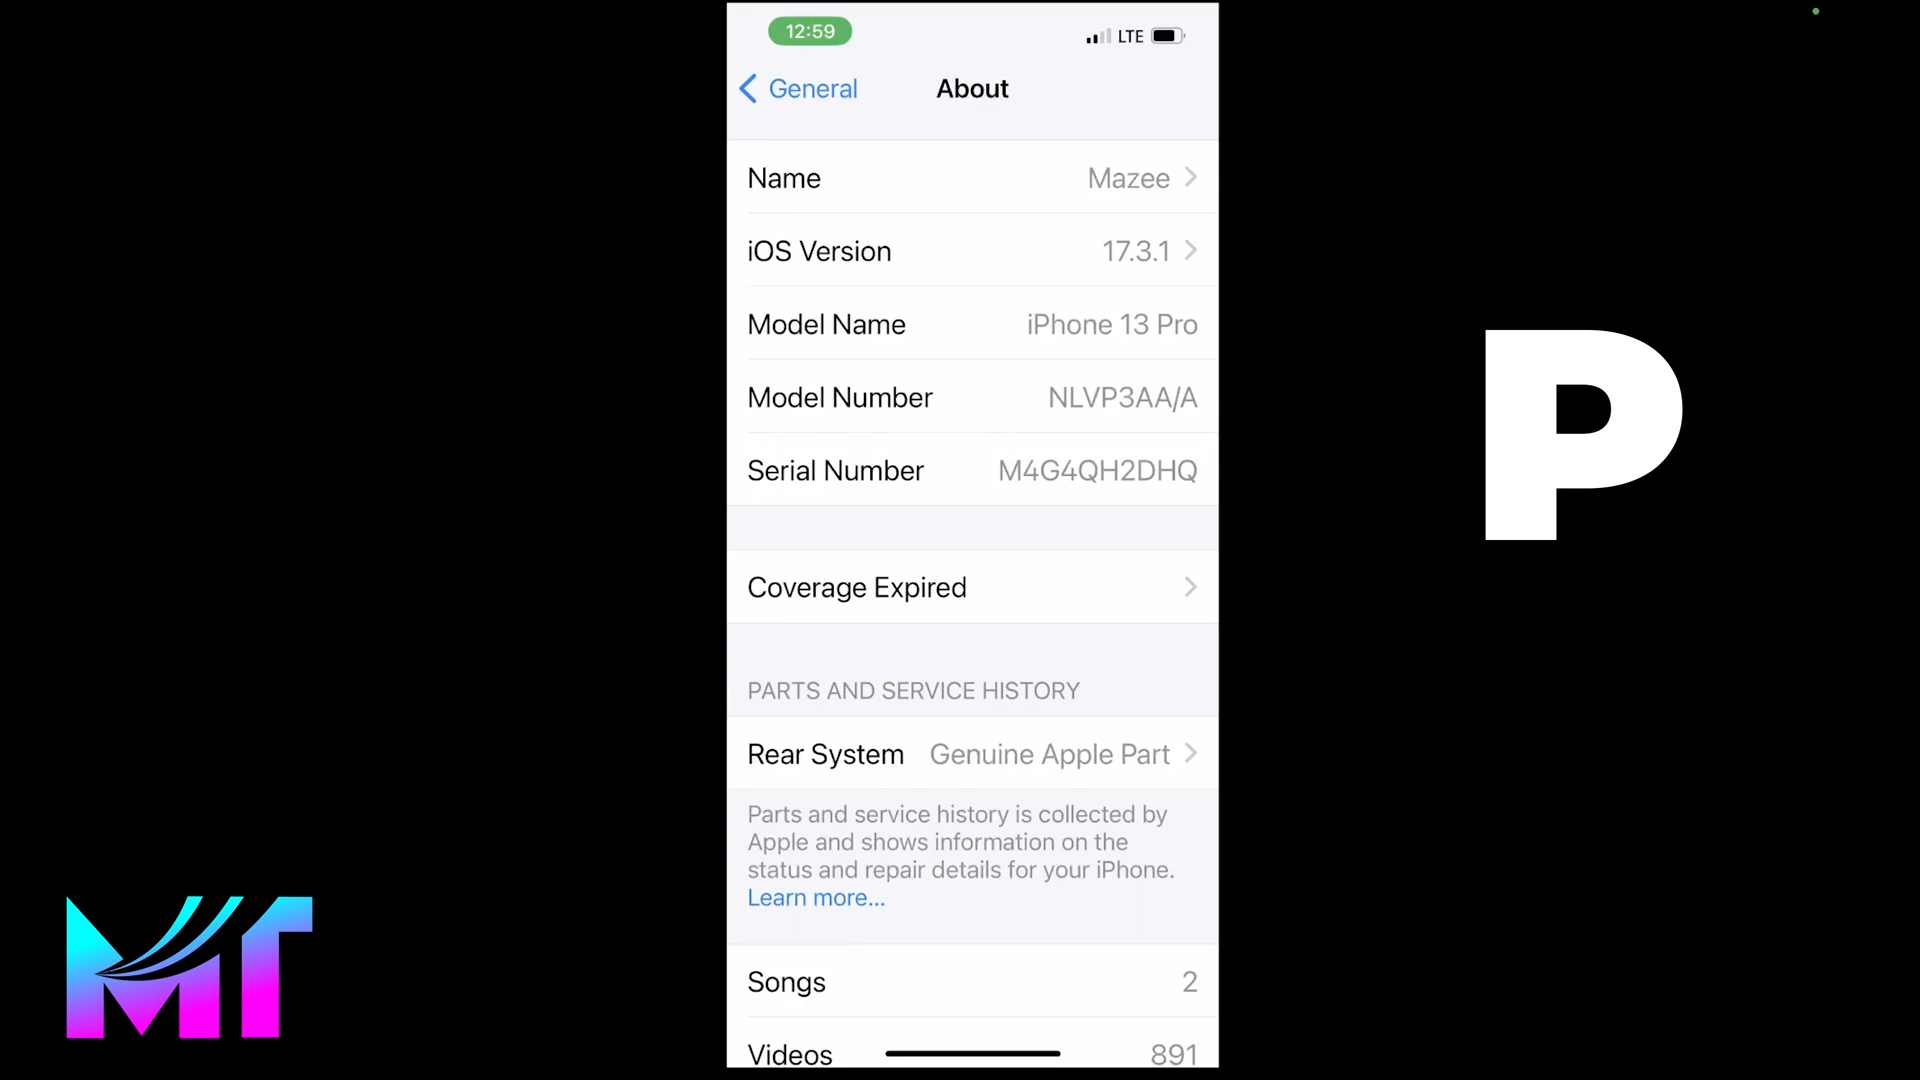 12:59
LTE
General
About
Name Mazee
iOS Version 17.3.1
Model Name iPhone 13 Pro
Model Number NLVP3AA/A
Serial Number M4G4QH2DHQ
Coverage Expired
PARTS AND SERVICE HISTORY
Rear System Genuine Apple Part
Parts and service history is collected by
Apple and shows information on the
status and repair details for your iPhone.
Learn more...
Songs 2
Videos 891
P
MT